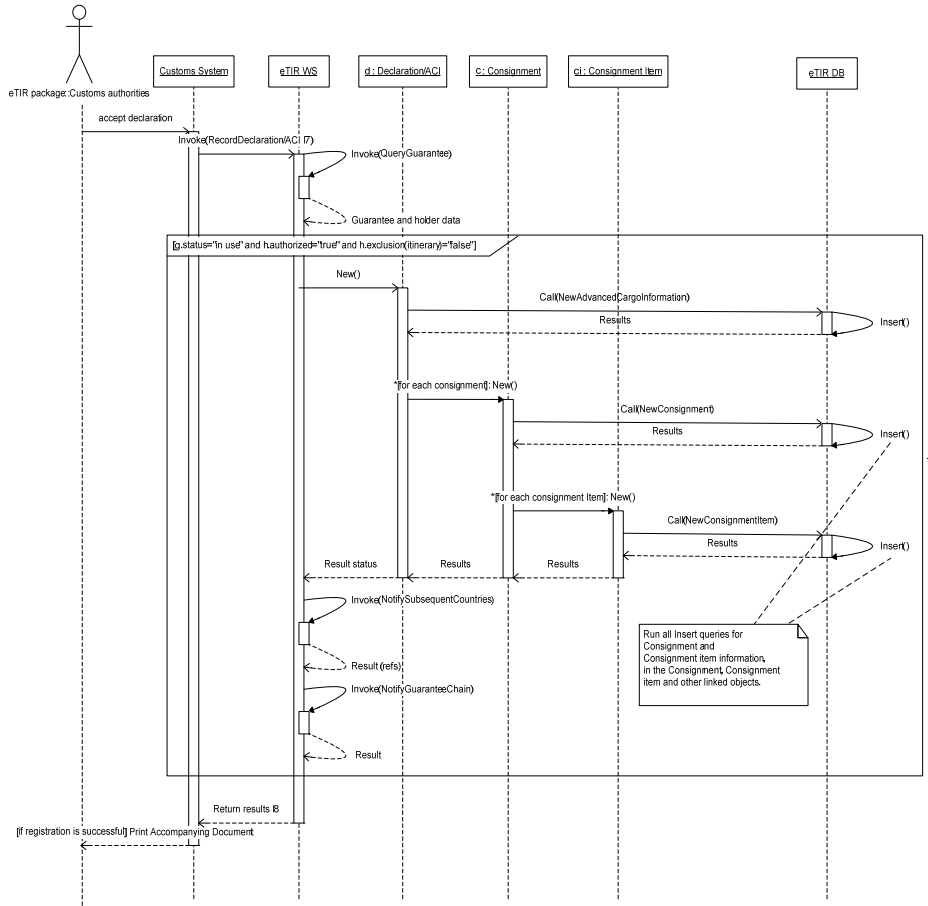 Customs System
eTIR WS
d : Declaration/ACI
c : Consignment
ci : Consignment Item
eTIR DB
eTIR package::Customs authorities
accept declaration
Invoke(RecordDeclaration/ACI I7)
Invoke(QueryGuarantee)
Guarantee and holder data
[g.status="in use" and h.authorized="true" and h.exclusion(itinerary)="false"]
New()
Call(NewAdvancedCargoInformation)
Results
Insert()
*[for each consignment]: New()
Call(NewConsignment)
Results
Insert()
*[for each consignment Item]: New()
Call(NewConsignmentItem)
Results
Insert()
Result status
Results
Results
Invoke(NotifySubsequentCountries)
Result (refs)
Run all Insert queries for
Consignment and
Consignment item information,
in the Consignment, Consignment
item and other linked objects.
Invoke(NotifyGuaranteeChain)
Result
Return results I8
[if registration is successful] Print Accompanying Document